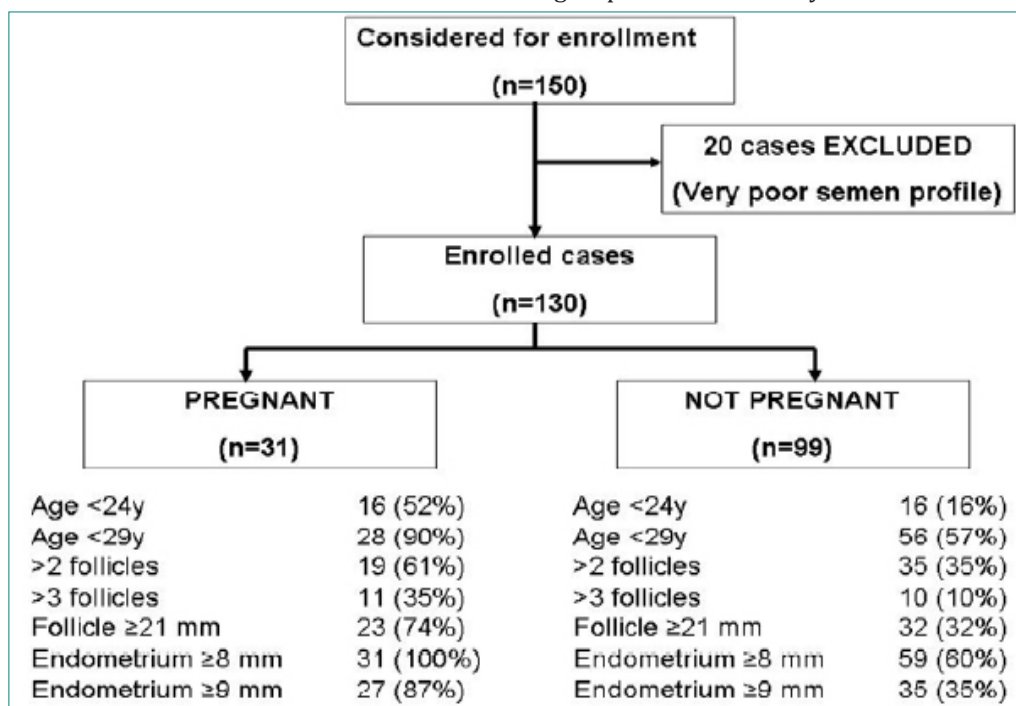 Considered for enrollment
(n=150)
20 cases EXCLUDED
(Very poor semen profile)
Enrolled cases
(n=130)
PREGNANT
(n=31)
Age <24y 16 (52%)
Age <29y 28 (90%)
>2 follicles 19 (61%)
>3 follicles 11 (35%)
Follicle ≥21 mm 23 (74%)
Endometrium ≥8 mm 31 (100%)
Endometrium ≥9 mm 27 (87%)
NOT PREGNANT
(n=99)
Age <24y 16 (16%)
Age <29y 56 (57%)
>2 follicles 35 (35%)
>3 follicles 10 (10%)
Follicle ≥21 mm 32 (32%)
Endometrium ≥8 mm 59 (60%)
Endometrium ≥9 mm 35 (35%)